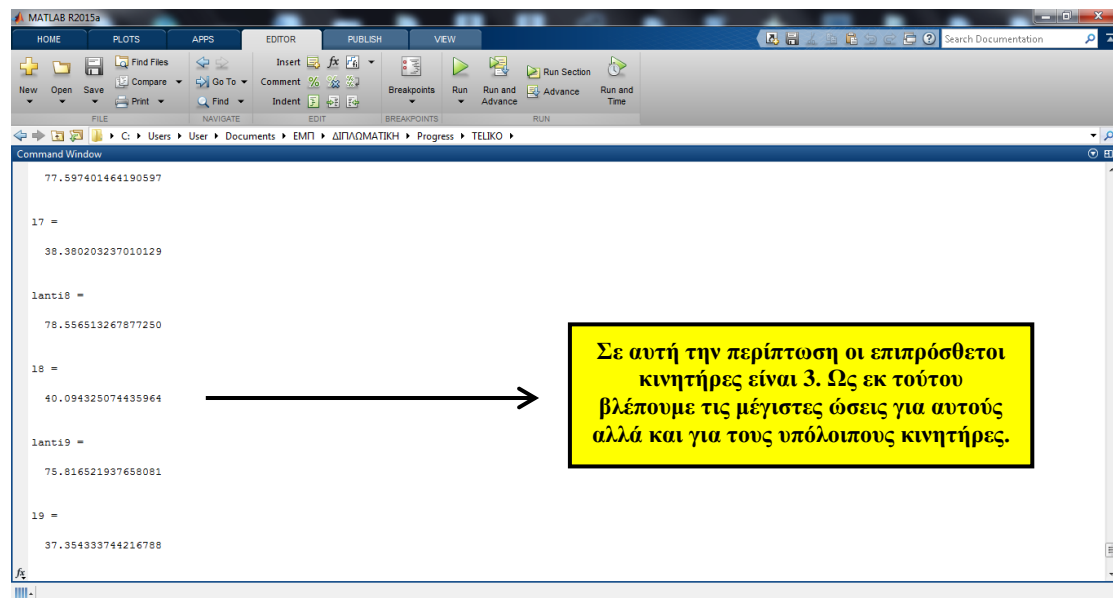 MATLAB R2015a
HOME PLOTS APPS EDITOR PUBLISH VIEW
Search Documentation
New Open Save
Find Files
Compare
Print
Go To
Find
Insert fx
Comment
Indent
Breakpoints
Run
Run and Advance
Run Section
Advance
Run and Time
FILE NAVIGATE EDIT BREAKPOINTS RUN
C: Users User Documents ΕΜΠ ΔΙΠΛΩΜΑΤΙΚΗ Progress TELIKO
Command Window
77.597401464190597
l7 =
38.380203237010129
lanti8 =
78.556513267877250
l8 =
40.094325074435964
lanti9 =
75.816521937658081
l9 =
37.354333744216788
fx
Σε αυτή την περίπτωση οι επιπρόσθετοι
κινητήρες είναι 3. Ως εκ τούτου
βλέπουμε τις μέγιστες ώσεις για αυτούς
αλλά και για τους υπόλοιπους κινητήρες.